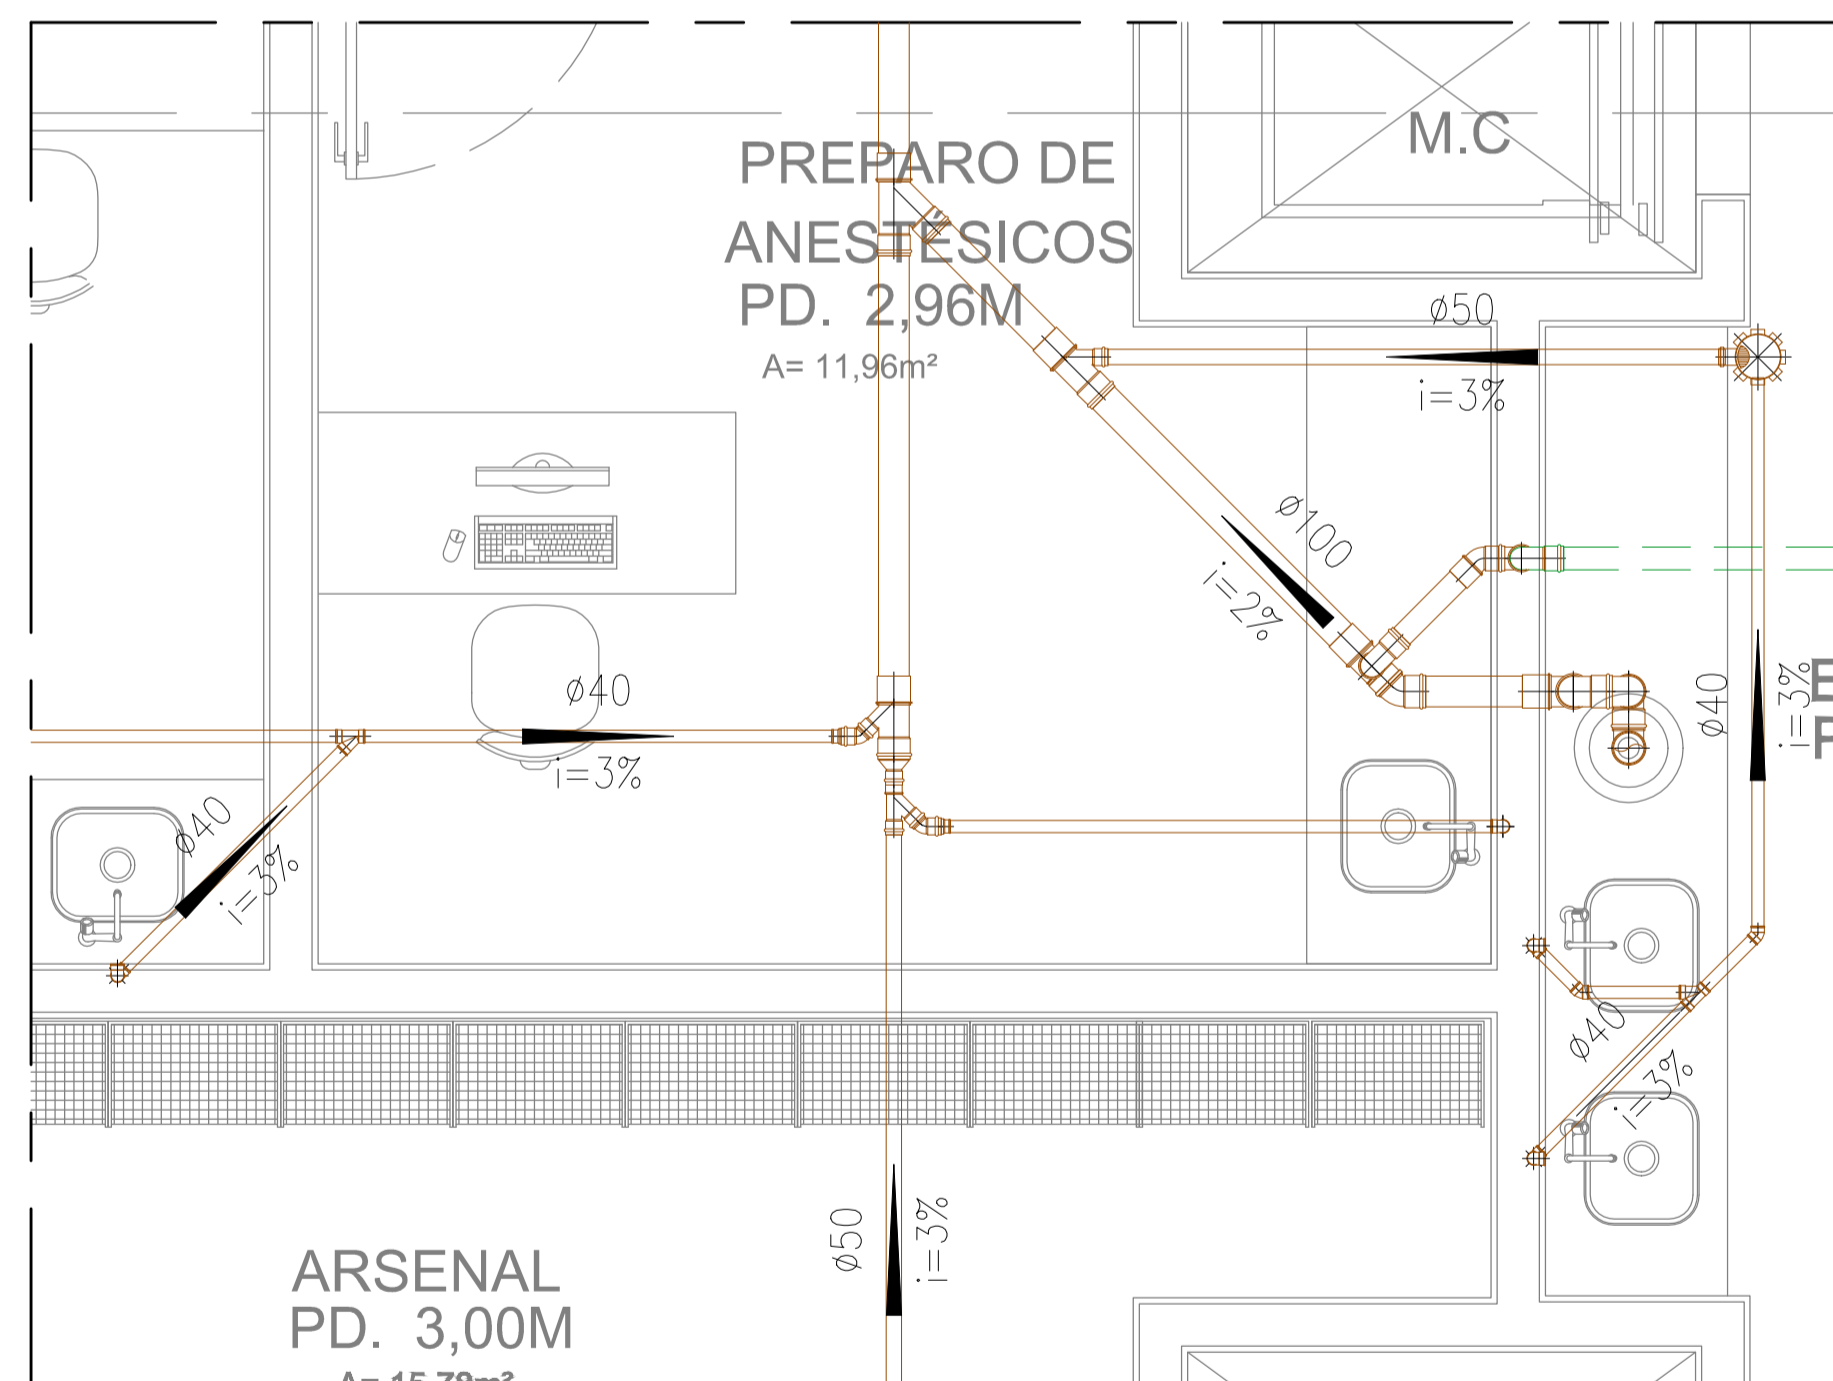 M.C
PREPARO DE
ANESTÉSICOS
PD. 2,96M
A= 11,96m²
ø50
i=3%
ø100
i=2%
ø40
i=3%
ø40
i=3%
ø40
i=3%
ø40
i=3%
ø50
i=3%
ARSENAL
PD. 3,00M